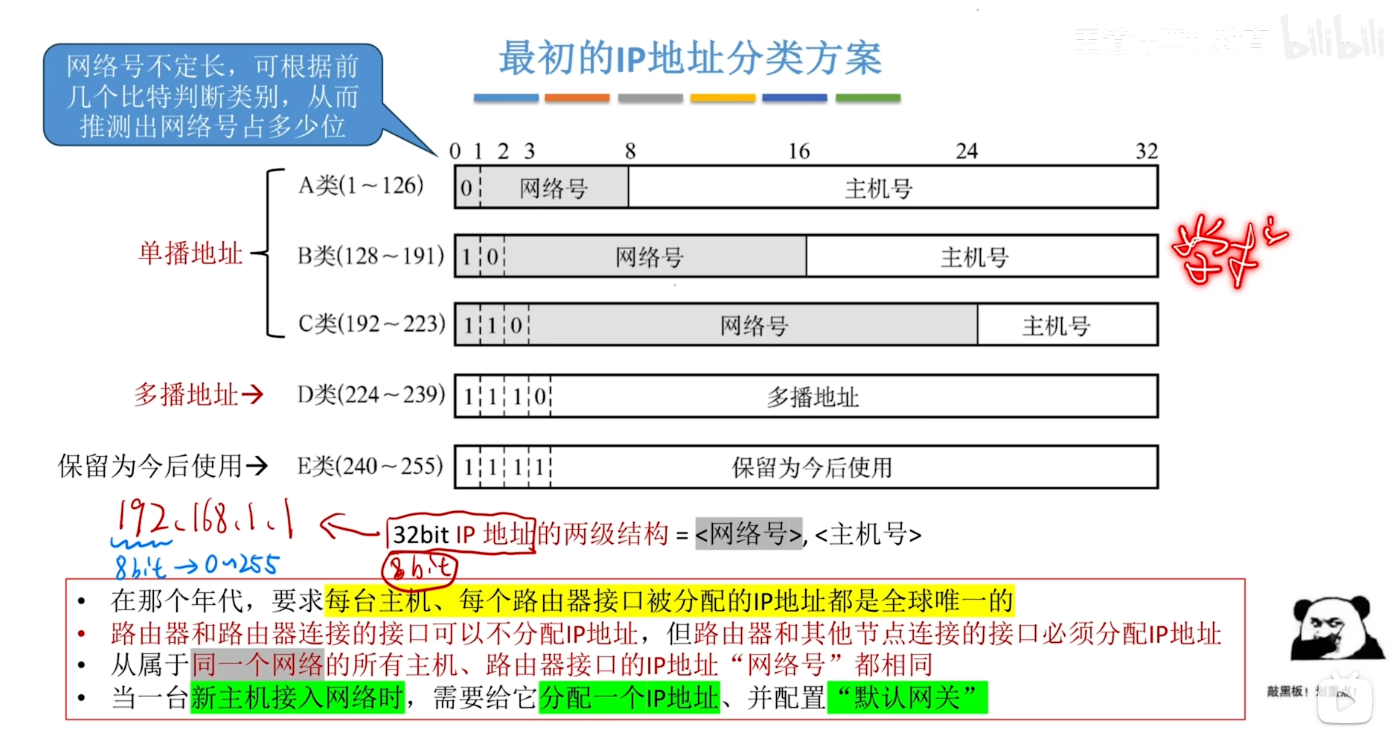 bilibili
最初的IP地址分类方案
网络号不定长，可根据前
几个比特判断类别，从而
推测出网络号占多少位
0 1 2 3 8 16 24 32
A类(1～126) 0 网络号 主机号
单播地址
B类(128～191) 1 0 网络号 主机号
C类(192～223) 1 1 0 网络号 主机号
多播地址→ D类(224～239) 1 1 1 0 多播地址
保留为今后使用→ E类(240～255) 1 1 1 1 保留为今后使用
192.168.1.1
32bit IP 地址的两级结构 = <网络号>, <主机号>
8bit→0~255
8bit
• 在那个年代，要求每台主机、每个路由器接口被分配的IP地址都是全球唯一的
• 路由器和路由器连接的接口可以不分配IP地址，但路由器和其他节点连接的接口必须分配IP地址
• 从属于同一个网络的所有主机、路由器接口的IP地址“网络号”都相同
• 当一台新主机接入网络时，需要给它分配一个IP地址、并配置“默认网关”
敲黑板！